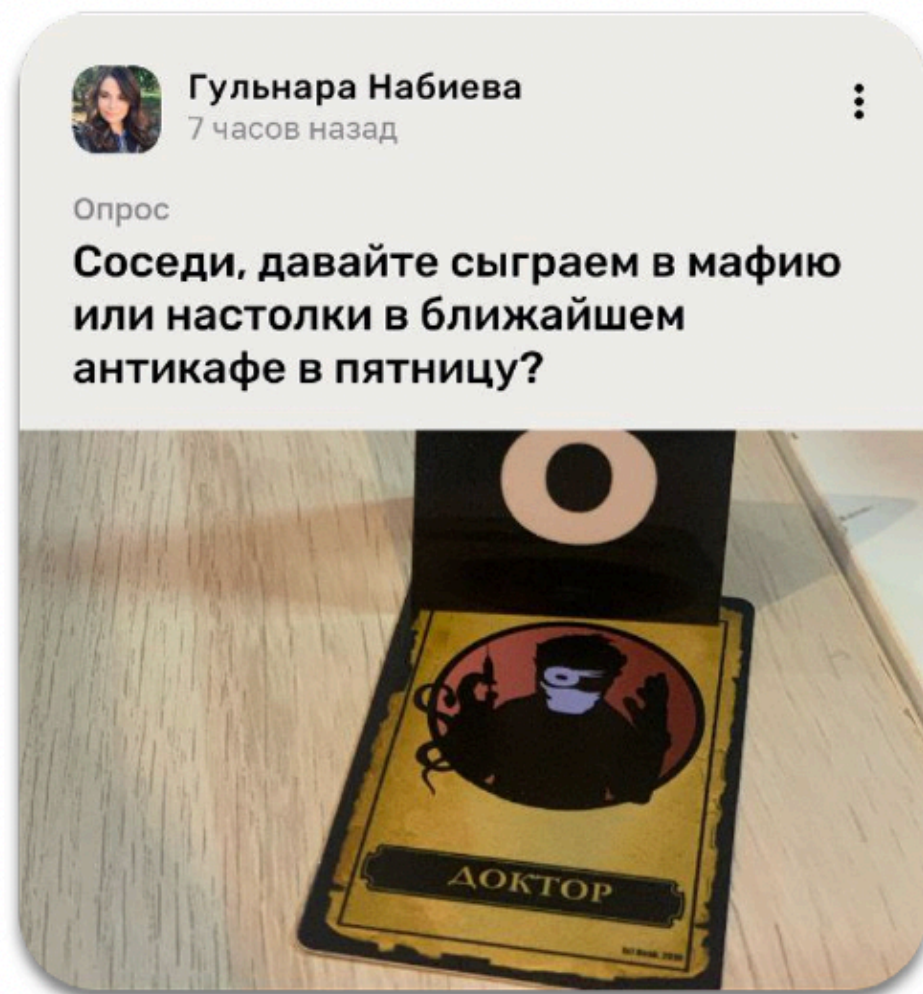 Гульнара Набиева
7 часов назад
Опрос
Соседи, давайте сыграем в мафию
или настолки в ближайшем
антикафе в пятницу?
ДОКТОР